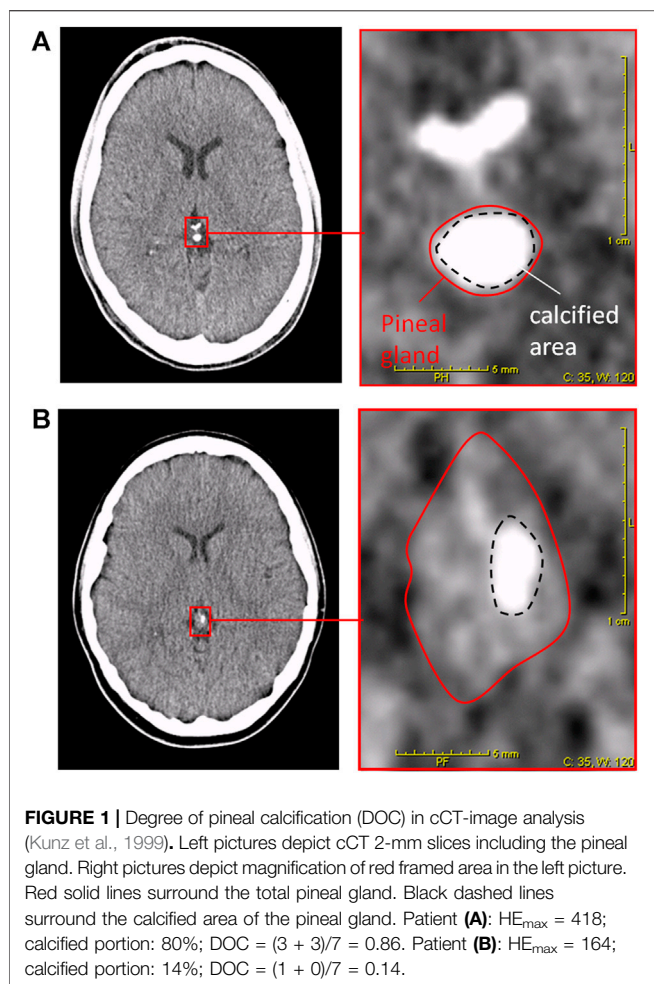 A
L
1 cm
Pineal
gland
calcified
area
5 mm
PH
C: 35, W: 120
B
L
1 cm
5 mm
PF
C: 35, W: 120
FIGURE 1 | Degree of pineal calcification (DOC) in cCT-image analysis
(Kunz et al., 1999). Left pictures depict cCT 2-mm slices including the pineal
gland. Right pictures depict magnification of red framed area in the left picture.
Red solid lines surround the total pineal gland. Black dashed lines
surround the calcified area of the pineal gland. Patient (A): HEmax = 418;
calcified portion: 80%; DOC = (3 + 3)/7 = 0.86. Patient (B): HEmax = 164;
calcified portion: 14%; DOC = (1 + 0)/7 = 0.14.